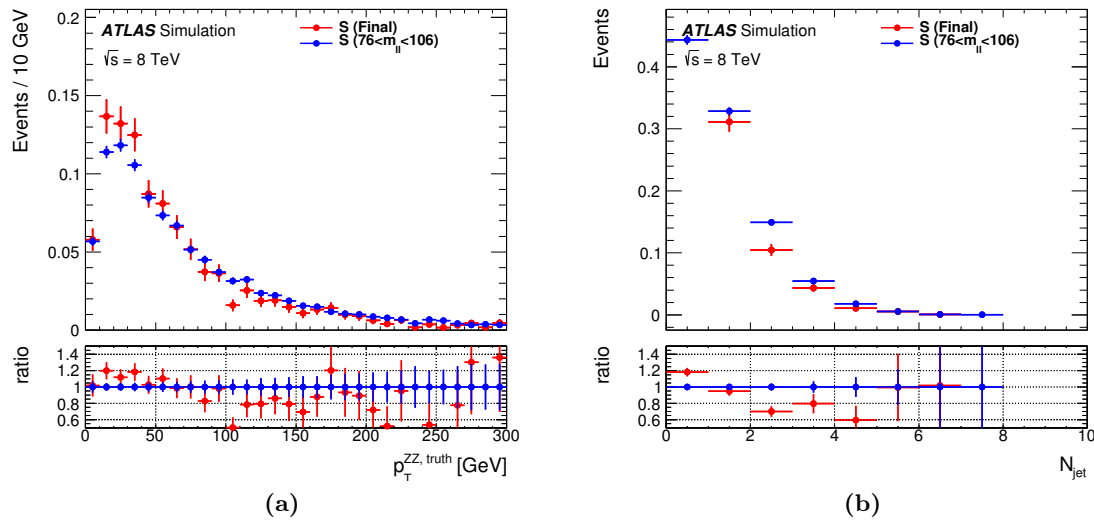 Events / 10 GeV
0.2
0.15
0.1
0.05
0
ATLAS Simulation
√s = 8 TeV
S (Final)
S (76<m_ll<106)
ratio
1.4
1.2
1
0.8
0.6
0 50 100 150 200 250 300
p_T^{ZZ, truth} [GeV]
(a)
Events
0.4
0.3
0.2
0.1
0
ATLAS Simulation
√s = 8 TeV
S (Final)
S (76<m_ll<106)
ratio
1.4
1.2
1
0.8
0.6
0 2 4 6 8 10
N_jet
(b)